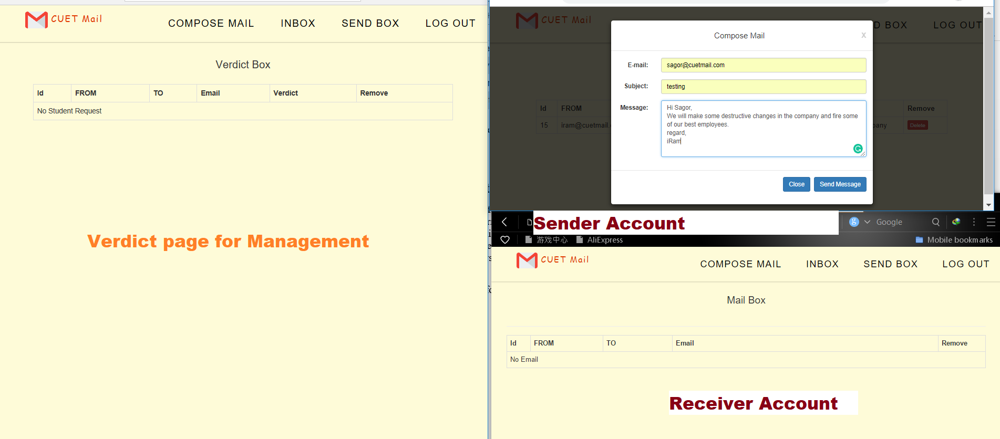 CUET Mail
COMPOSE MAIL INBOX SEND BOX LOG OUT
Verdict Box
Id FROM TO Email Verdict Remove
No Student Request
Verdict page for Management
CUET Mail
D BOX LOG OUT
Compose Mail X
E-mail: sagor@cuetmail.com
Subject: testing
Message: Hi Sagor,
We will make some destructive changes in the company and fire some
of our best employees.
regard,
iRam
Close Send Message
Id FROM Remove
15 iram@cuetmail. pany Delete
Sender Account
Google
游戏中心 AliExpress Mobile bookmarks
CUET Mail
COMPOSE MAIL INBOX SEND BOX LOG OUT
Mail Box
Id FROM TO Email Remove
No Email
Receiver Account